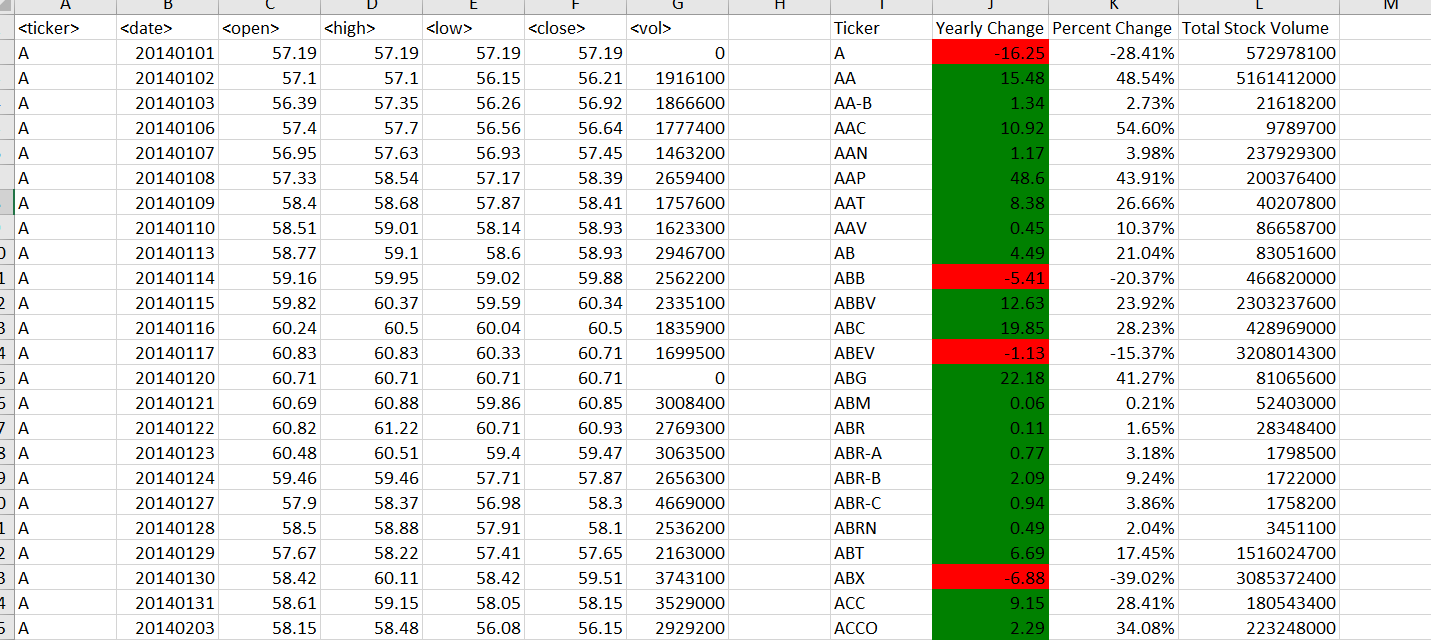 A B C D E F G H I J K L M
<ticker> <date> <open> <high> <low> <close> <vol> Ticker Yearly Change Percent Change Total Stock Volume
A 20140101 57.19 57.19 57.19 57.19 0 A -16.25 -28.41% 572978100
A 20140102 57.1 57.1 56.15 56.21 1916100 AA 15.48 48.54% 5161412000
A 20140103 56.39 57.35 56.26 56.92 1866600 AA-B 1.34 2.73% 21618200
A 20140106 57.4 57.7 56.56 56.64 1777400 AAC 10.92 54.60% 9789700
A 20140107 56.95 57.63 56.93 57.45 1463200 AAN 1.17 3.98% 237929300
A 20140108 57.33 58.54 57.17 58.39 2659400 AAP 48.6 43.91% 200376400
A 20140109 58.4 58.68 57.87 58.41 1757600 AAT 8.38 26.66% 40207800
A 20140110 58.51 59.01 58.14 58.93 1623300 AAV 0.45 10.37% 86658700
A 20140113 58.77 59.1 58.6 58.93 2946700 AB 4.49 21.04% 83051600
A 20140114 59.16 59.95 59.02 59.88 2562200 ABB -5.41 -20.37% 466820000
A 20140115 59.82 60.37 59.59 60.34 2335100 ABBV 12.63 23.92% 2303237600
A 20140116 60.24 60.5 60.04 60.5 1835900 ABC 19.85 28.23% 428969000
A 20140117 60.83 60.83 60.33 60.71 1699500 ABEV -1.13 -15.37% 3208014300
A 20140120 60.71 60.71 60.71 60.71 0 ABG 22.18 41.27% 81065600
A 20140121 60.69 60.88 59.86 60.85 3008400 ABM 0.06 0.21% 52403000
A 20140122 60.82 61.22 60.71 60.93 2769300 ABR 0.11 1.65% 28348400
A 20140123 60.48 60.51 59.4 59.47 3063500 ABR-A 0.77 3.18% 1798500
A 20140124 59.46 59.46 57.71 57.87 2656300 ABR-B 2.09 9.24% 1722000
A 20140127 57.9 58.37 56.98 58.3 4669000 ABR-C 0.94 3.86% 1758200
A 20140128 58.5 58.88 57.91 58.1 2536200 ABRN 0.49 2.04% 3451100
A 20140129 57.67 58.22 57.41 57.65 2163000 ABT 6.69 17.45% 1516024700
A 20140130 58.42 60.11 58.42 59.51 3743100 ABX -6.88 -39.02% 3085372400
A 20140131 58.61 59.15 58.05 58.15 3529000 ACC 9.15 28.41% 180543400
A 20140203 58.15 58.48 56.08 56.15 2929200 ACCO 2.29 34.08% 223248000